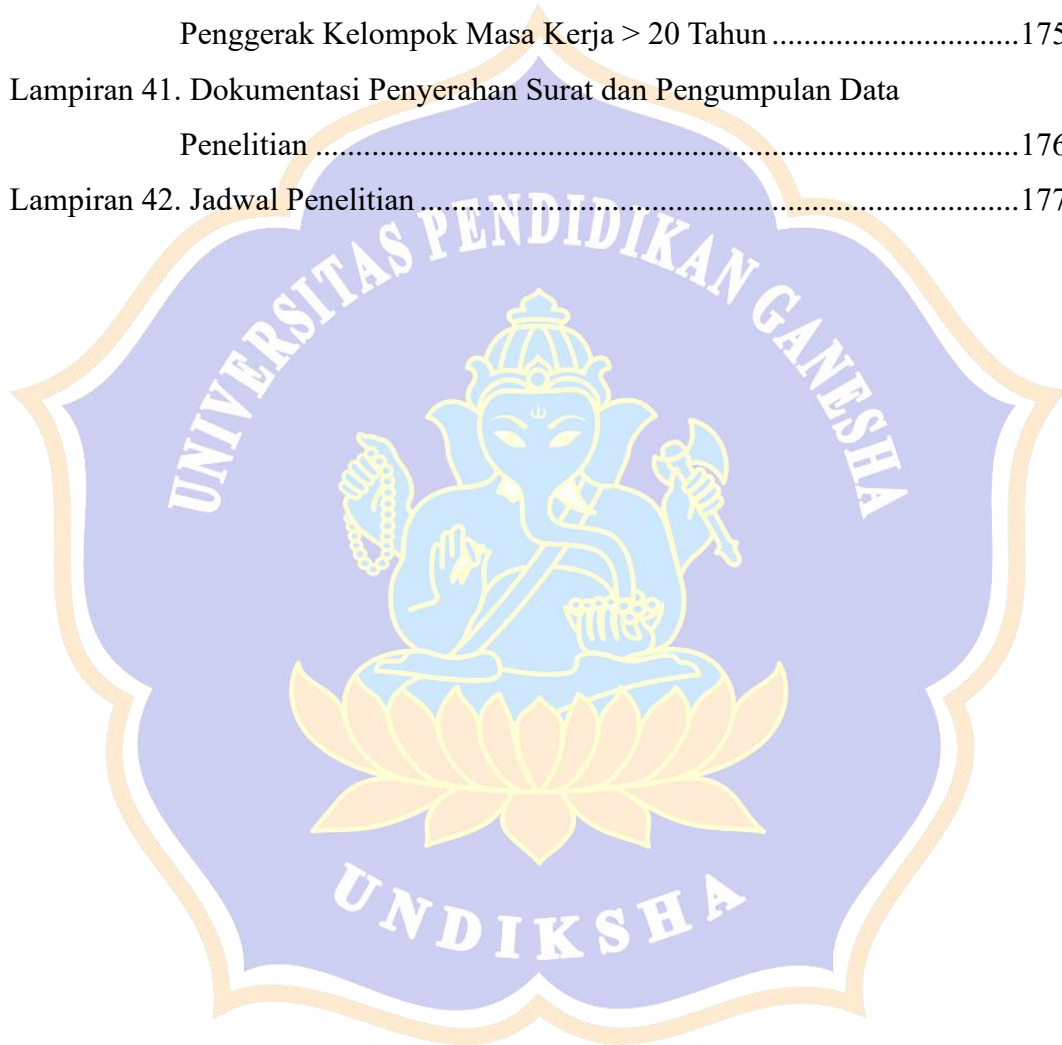 Penggerak Kelompok Masa Kerja > 20 Tahun ............................175
Lampiran 41. Dokumentasi Penyerahan Surat dan Pengumpulan Data
Penelitian ................................................................................176
Lampiran 42. Jadwal Penelitian ....................................................................177
UNIVERSITAS PENDIDIKAN GANESHA
UNDIKSHA